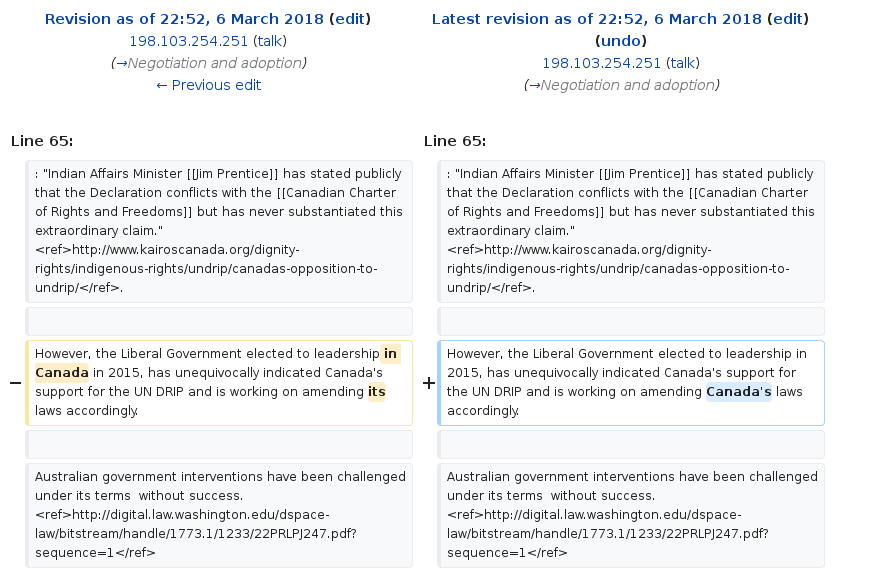 Revision as of 22:52, 6 March 2018 (edit)
198.103.254.251 (talk)
(→Negotiation and adoption)
← Previous edit
Latest revision as of 22:52, 6 March 2018 (edit)
(undo)
198.103.254.251 (talk)
(→Negotiation and adoption)
Line 65:
: "Indian Affairs Minister [[Jim Prentice]] has stated publicly
that the Declaration conflicts with the [[Canadian Charter
of Rights and Freedoms]] but has never substantiated this
extraordinary claim."
<ref>http://www.kairoscanada.org/dignity-
rights/indigenous-rights/undrip/canadas-opposition-to-
undrip/</ref>.
− However, the Liberal Government elected to leadership in
Canada in 2015, has unequivocally indicated Canada's
support for the UN DRIP and is working on amending its
laws accordingly.
Australian government interventions have been challenged
under its terms  without success.
<ref>http://digital.law.washington.edu/dspace-
law/bitstream/handle/1773.1/1233/22PRLPJ247.pdf?
sequence=1</ref>
Line 65:
: "Indian Affairs Minister [[Jim Prentice]] has stated publicly
that the Declaration conflicts with the [[Canadian Charter
of Rights and Freedoms]] but has never substantiated this
extraordinary claim."
<ref>http://www.kairoscanada.org/dignity-
rights/indigenous-rights/undrip/canadas-opposition-to-
undrip/</ref>.
+ However, the Liberal Government elected to leadership in
2015, has unequivocally indicated Canada's support for
the UN DRIP and is working on amending Canada's laws
accordingly.
Australian government interventions have been challenged
under its terms  without success.
<ref>http://digital.law.washington.edu/dspace-
law/bitstream/handle/1773.1/1233/22PRLPJ247.pdf?
sequence=1</ref>